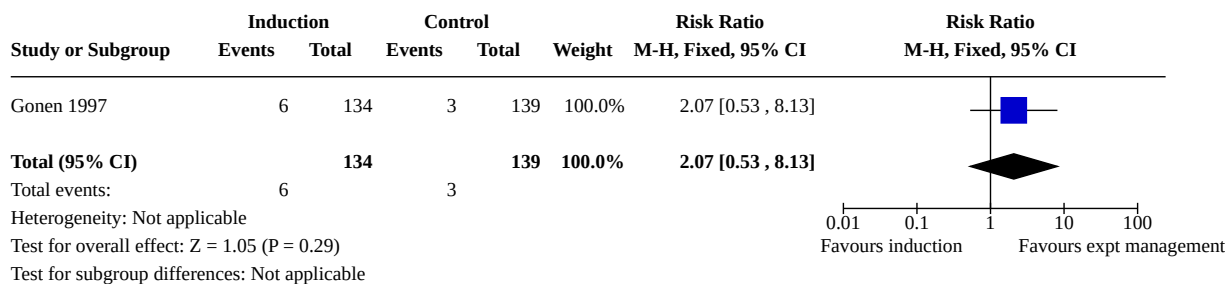 Induction Control Risk Ratio Risk Ratio
Study or Subgroup Events Total Events Total Weight M-H, Fixed, 95% CI M-H, Fixed, 95% CI
Gonen 1997 6 134 3 139 100.0% 2.07 [0.53 , 8.13]
Total (95% CI) 134 139 100.0% 2.07 [0.53 , 8.13]
Total events: 6 3
Heterogeneity: Not applicable
0.01 0.1 1 10 100
Test for overall effect: Z = 1.05 (P = 0.29)
Favours induction Favours expt management
Test for subgroup differences: Not applicable